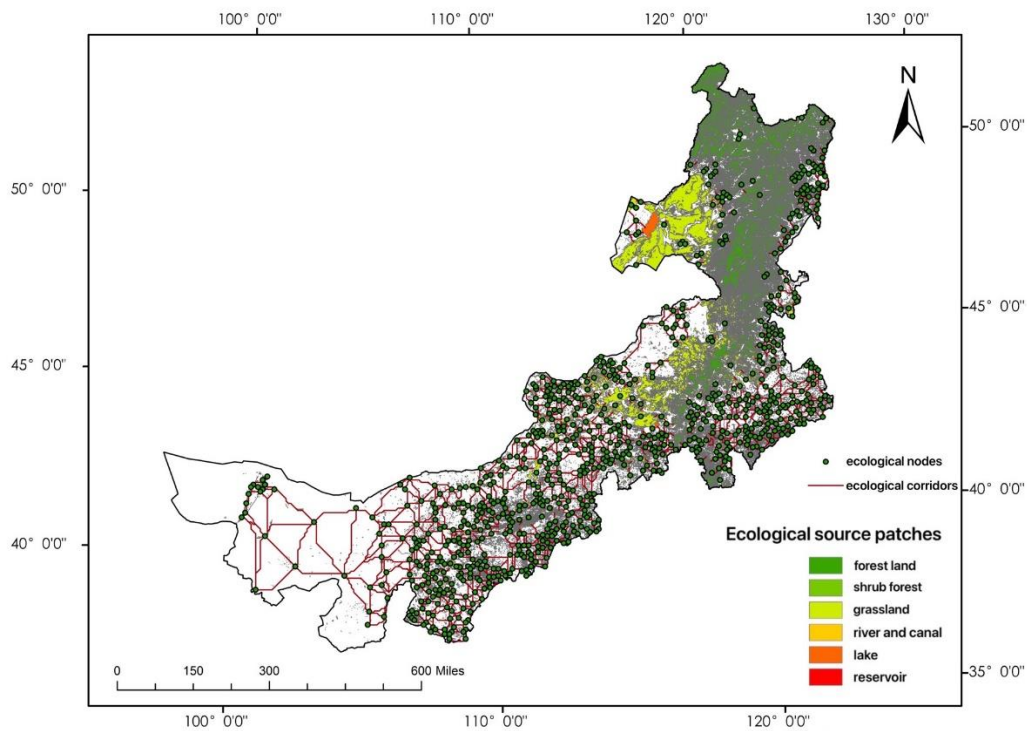 100° 0'0" 110° 0'0" 120° 0'0" 130° 0'0"
N
50° 0'0"
50° 0'0"
45° 0'0"
45° 0'0"
ecological nodes
ecological corridors
40° 0'0"
40° 0'0"
Ecological source patches
forest land
shrub forest
grassland
river and canal
lake
reservoir
35° 0'0"
0 150 300 600 Miles
100° 0'0" 110° 0'0" 120° 0'0"